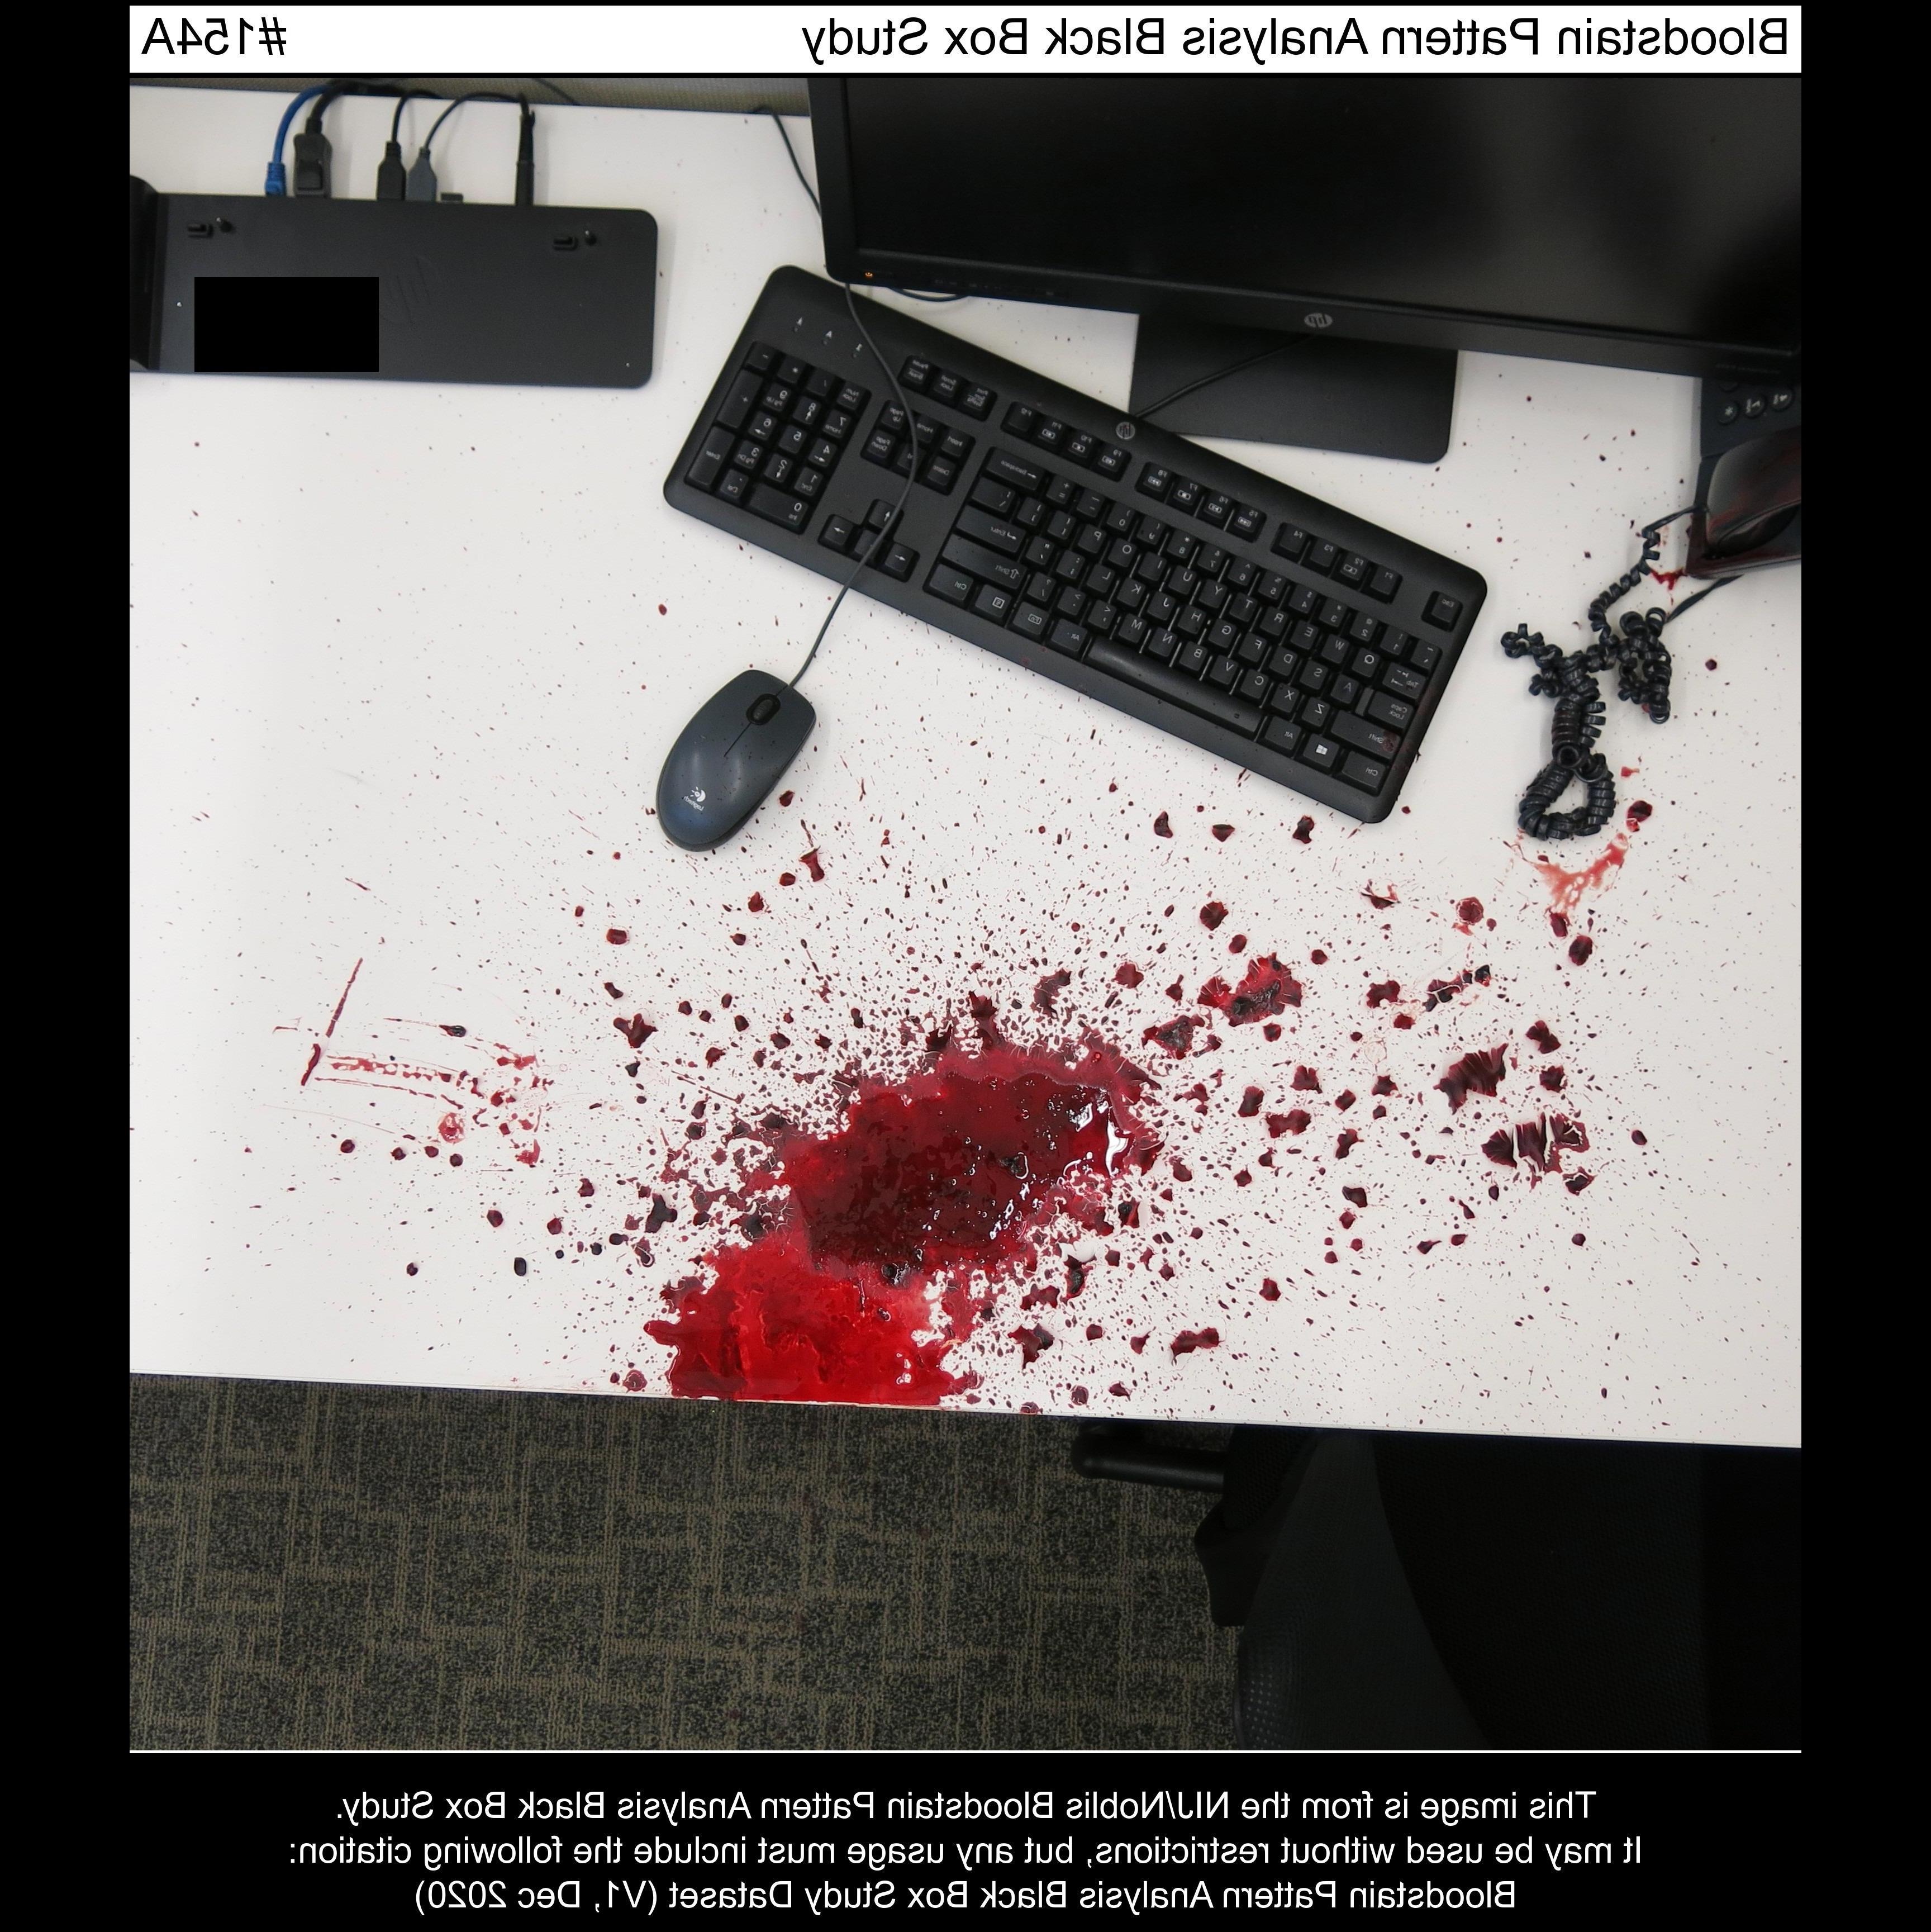 Bloodstain Pattern Analysis Black Box Study #154A
hp
Logitech
This image is from the NIJ/Noblis Bloodstain Pattern Analysis Black Box Study.
It may be used without restrictions, but any usage must include the following citation:
Bloodstain Pattern Analysis Black Box Study Dataset (V1, Dec 2020)